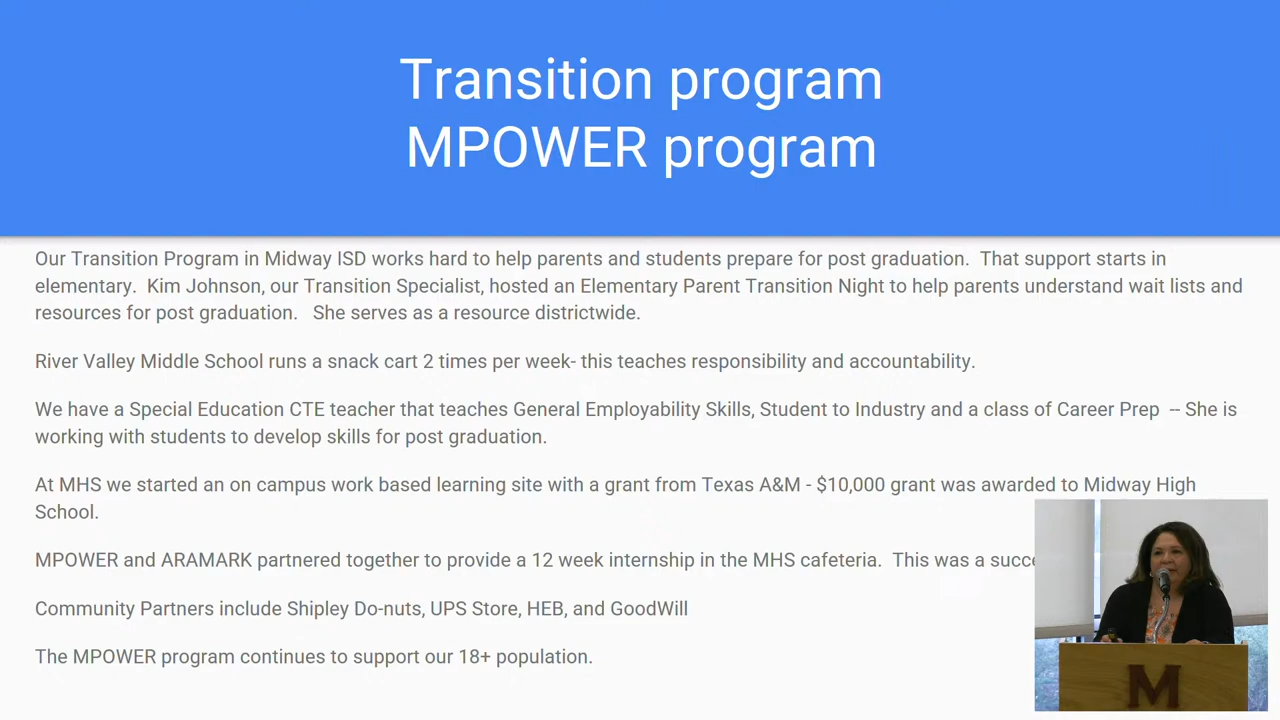 Transition program
MPOWER program
Our Transition Program in Midway ISD works hard to help parents and students prepare for post graduation.  That support starts in
elementary.  Kim Johnson, our Transition Specialist, hosted an Elementary Parent Transition Night to help parents understand wait lists and
resources for post graduation.   She serves as a resource districtwide.
River Valley Middle School runs a snack cart 2 times per week- this teaches responsibility and accountability.
We have a Special Education CTE teacher that teaches General Employability Skills, Student to Industry and a class of Career Prep  -- She is
working with students to develop skills for post graduation.
At MHS we started an on campus work based learning site with a grant from Texas A&M - $10,000 grant was awarded to Midway High
School.
MPOWER and ARAMARK partnered together to provide a 12 week internship in the MHS cafeteria.  This was a
Community Partners include Shipley Do-nuts, UPS Store, HEB, and GoodWill
The MPOWER program continues to support our 18+ population.
M